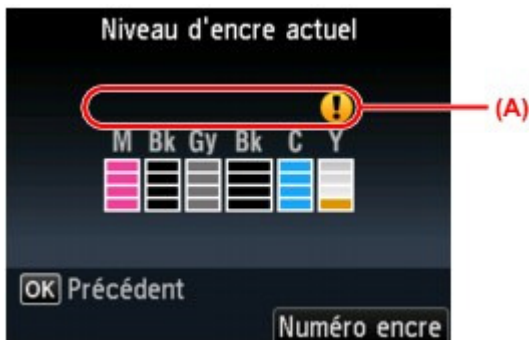 Niveau d'encre actuel
!
(A)
M Bk Gy Bk C Y
OK Précédent
Numéro encre